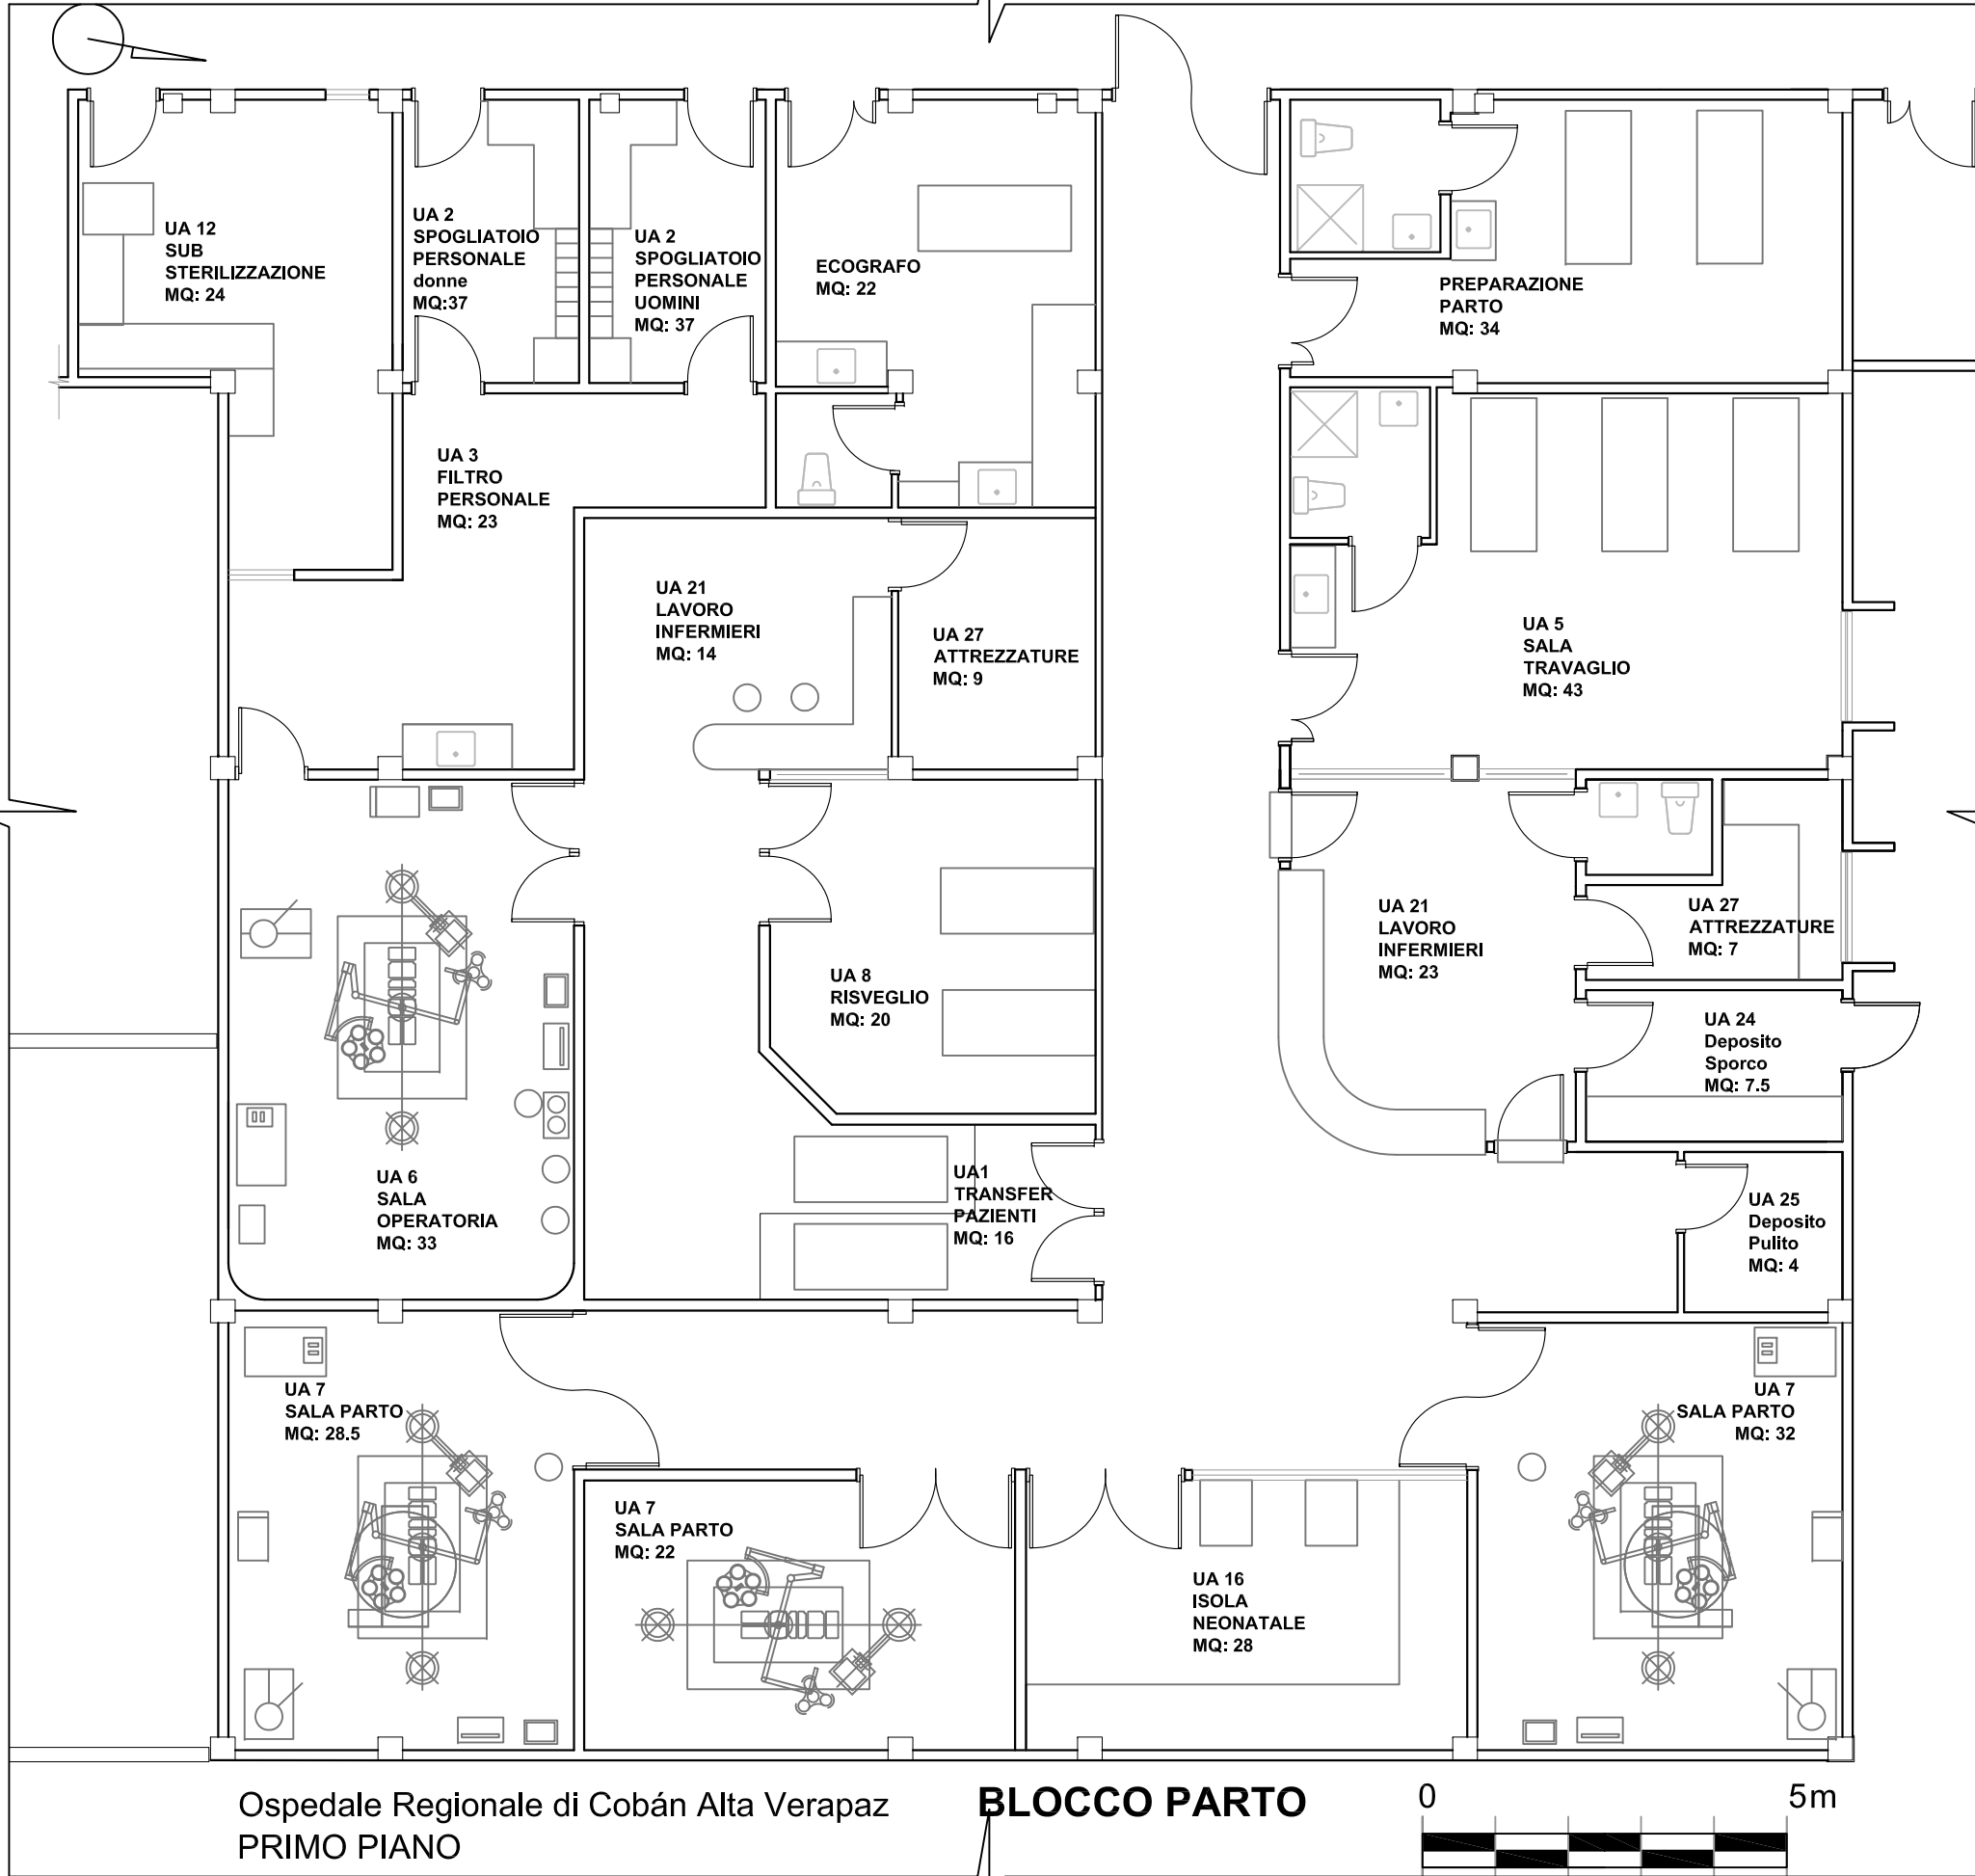 UA 12
SUB
STERILIZZAZIONE
MQ: 24
UA 2
SPOGLIATOIO
PERSONALE
donne
MQ:37
UA 2
SPOGLIATOIO
PERSONALE
UOMINI
MQ: 37
ECOGRAFO
MQ: 22
PREPARAZIONE
PARTO
MQ: 34
UA 3
FILTRO
PERSONALE
MQ: 23
UA 21
LAVORO
INFERMIERI
MQ: 14
UA 27
ATTREZZATURE
MQ: 9
UA 5
SALA
TRAVAGLIO
MQ: 43
UA 8
RISVEGLIO
MQ: 20
UA 21
LAVORO
INFERMIERI
MQ: 23
UA 27
ATTREZZATURE
MQ: 7
UA 24
Deposito
Sporco
MQ: 7.5
UA 6
SALA
OPERATORIA
MQ: 33
UA1
TRANSFER
PAZIENTI
MQ: 16
UA 25
Deposito
Pulito
MQ: 4
UA 7
SALA PARTO
MQ: 28.5
UA 7
SALA PARTO
MQ: 22
UA 16
ISOLA
NEONATALE
MQ: 28
UA 7
SALA PARTO
MQ: 32
Ospedale Regionale di Cobán Alta Verapaz
PRIMO PIANO
BLOCCO PARTO
0 5m